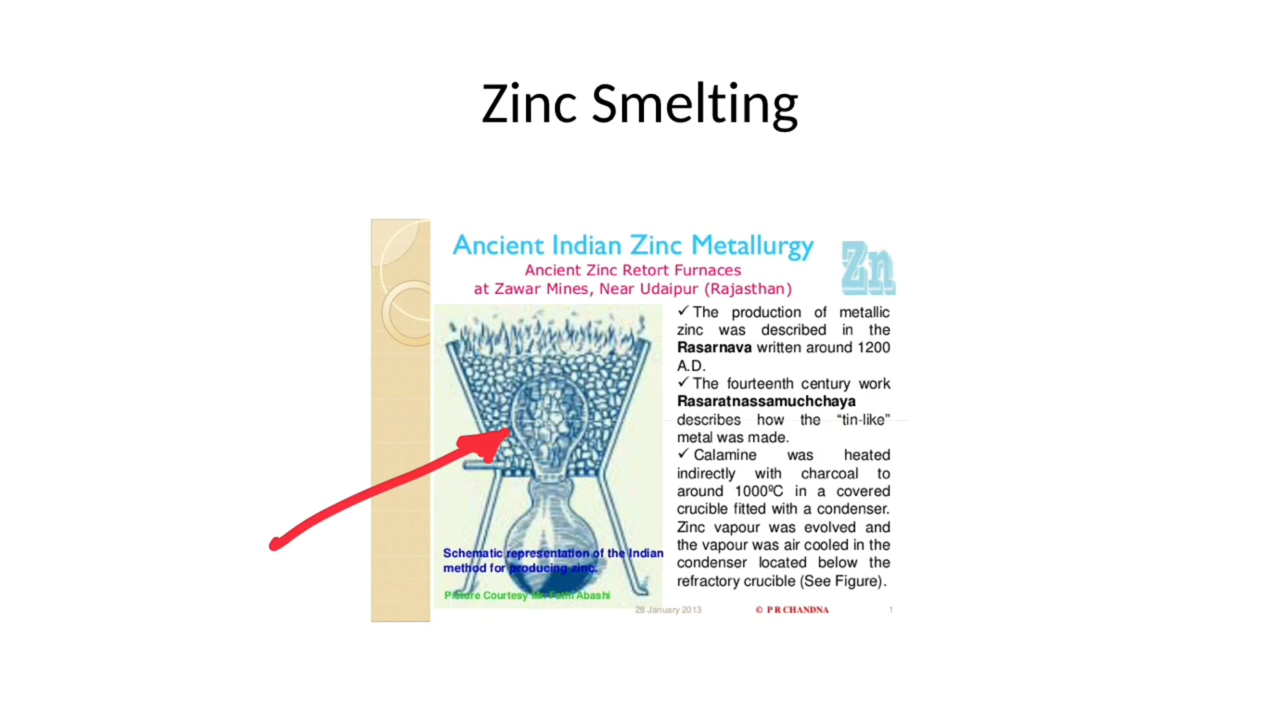 Zinc Smelting
Ancient Indian Zinc Metallurgy
Ancient Zinc Retort Furnaces
at Zawar Mines, Near Udaipur (Rajasthan)
Zn
✓ The production of metallic
zinc was described in the
Rasarnava written around 1200
A.D.
✓ The fourteenth century work
Rasaratnassamuchchaya
describes how the “tin-like”
metal was made.
✓ Calamine was heated
indirectly with charcoal to
around 1000⁰C in a covered
crucible fitted with a condenser.
Zinc vapour was evolved and
the vapour was air cooled in the
condenser located below the
refractory crucible (See Figure).
Schematic representation of the Indian
method for producing zinc.
Picture Courtesy Abashi
28 January 2013
© P R CHANDNA
1